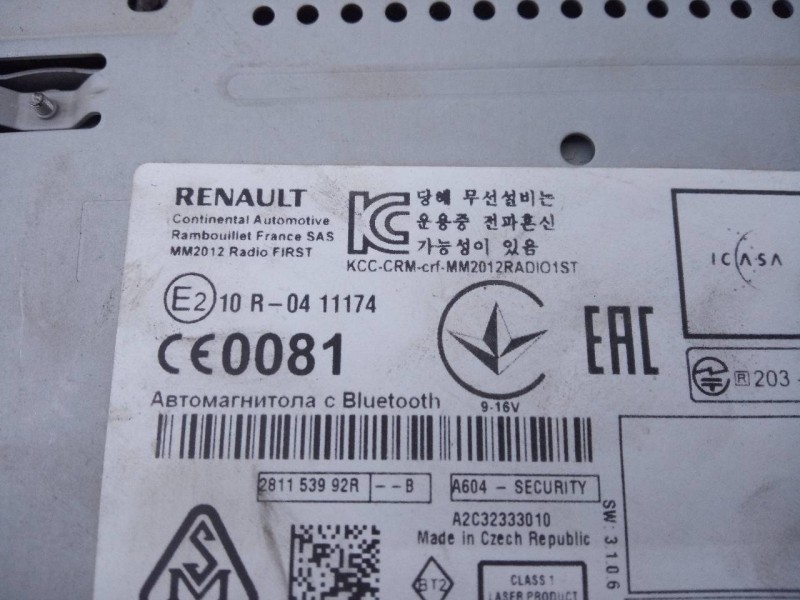 RENAULT
Continental Automotive
Rambouillet France SAS
MM2012 Radio FIRST
당해 무선설비는
운용중 전파혼신
가능성이 있음
KCC-CRM-crf-MM2012RADIO1ST
ICASA
E2 10 R-04 11174
CE0081
9-16V
EAC
R 203 -
Автомагнитола с Bluetooth
2811 539 92R --B
A604 - SECURITY
A2C32333010
Made in Czech Republic
SW: 3106
SM
BT2
CLASS 1
LASER PRODUCT